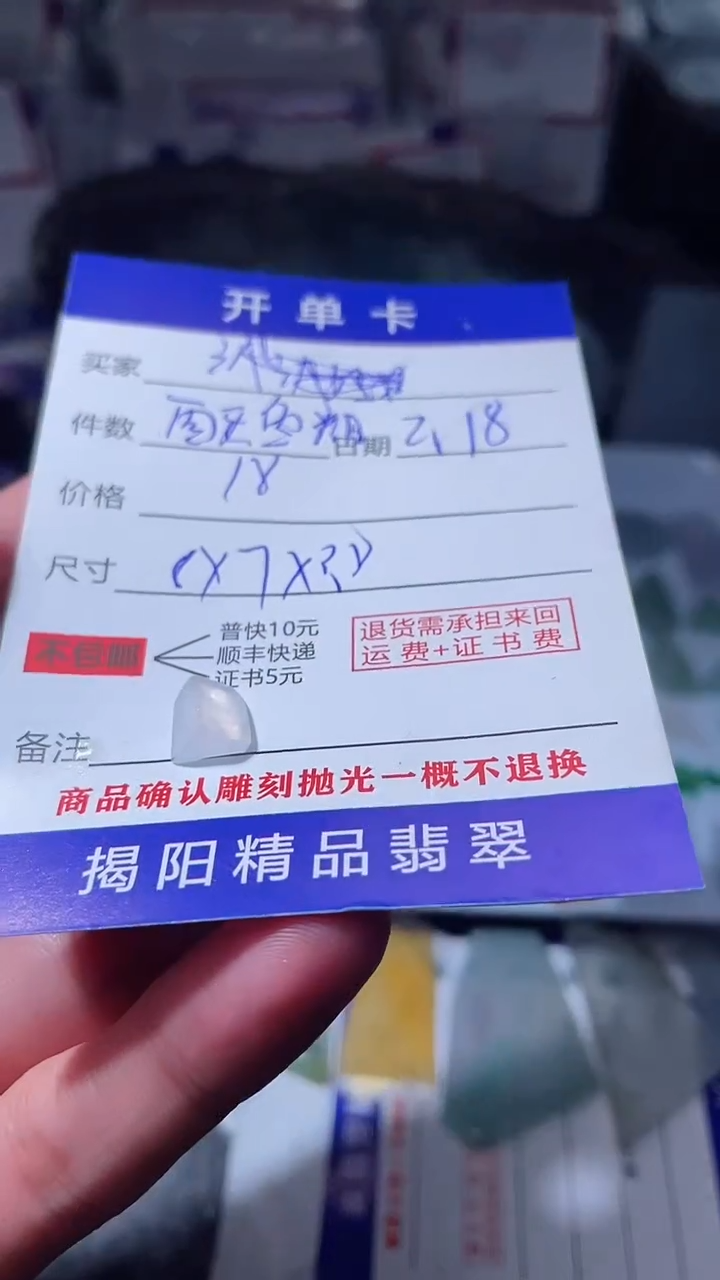 开单卡
买家
件数 日期 2.18
价格 18
尺寸
不包邮
普快10元
顺丰快递
证书5元
退货需承担来回
运费+证书费
备注
商品确认雕刻抛光一概不退换
揭阳精品翡翠